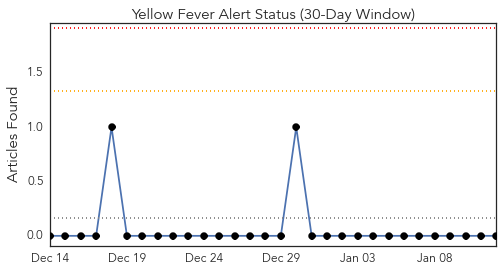 Yellow Fever Alert Status (30-Day Window)
Articles Found
1.5
1.0
0.5
0.0
Dec 14 Dec 19 Dec 24 Dec 29 Jan 03 Jan 08